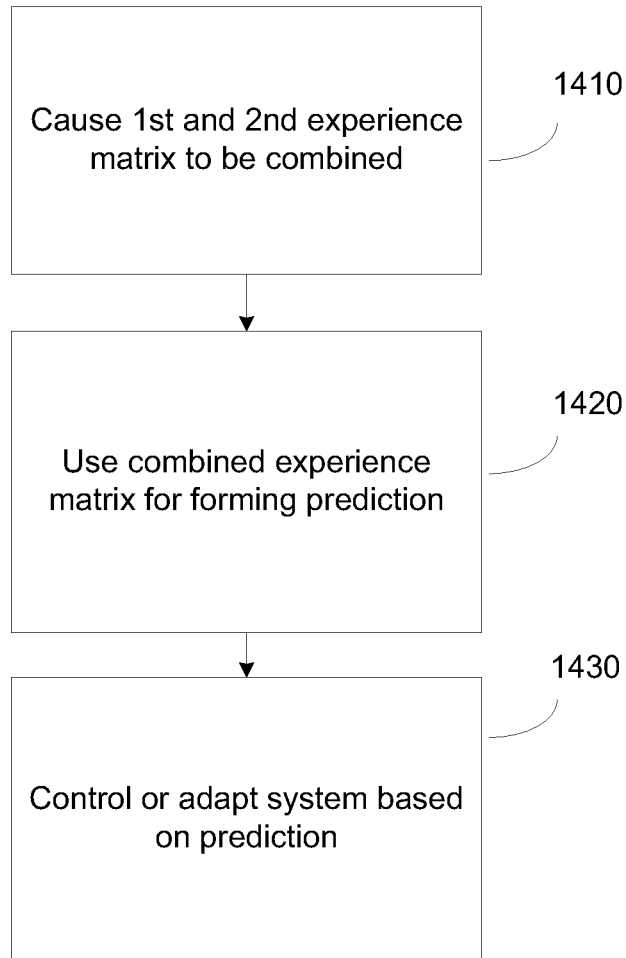 1410
Cause 1st and 2nd experience
matrix to be combined
1420
Use combined experience
matrix for forming prediction
1430
Control or adapt system based
on prediction